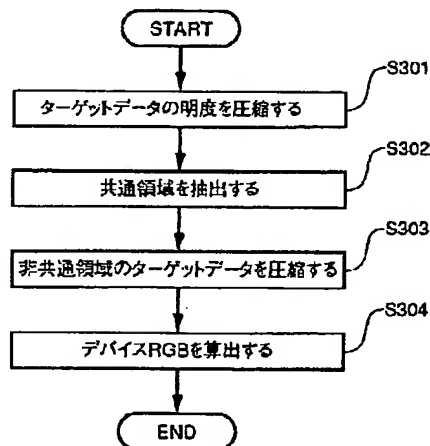 START
S301
ターゲットデータの明度を圧縮する
S302
共通領域を抽出する
S303
非共通領域のターゲットデータを圧縮する
S304
デバイスRGBを算出する
END